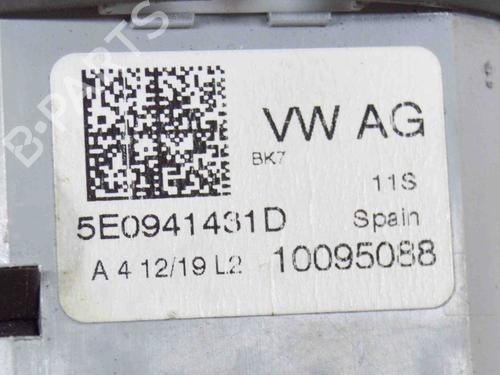 B-PARTS
VW AG
BK7
11S
5E0941431D
Spain
A 4 12/19 L2
10095088